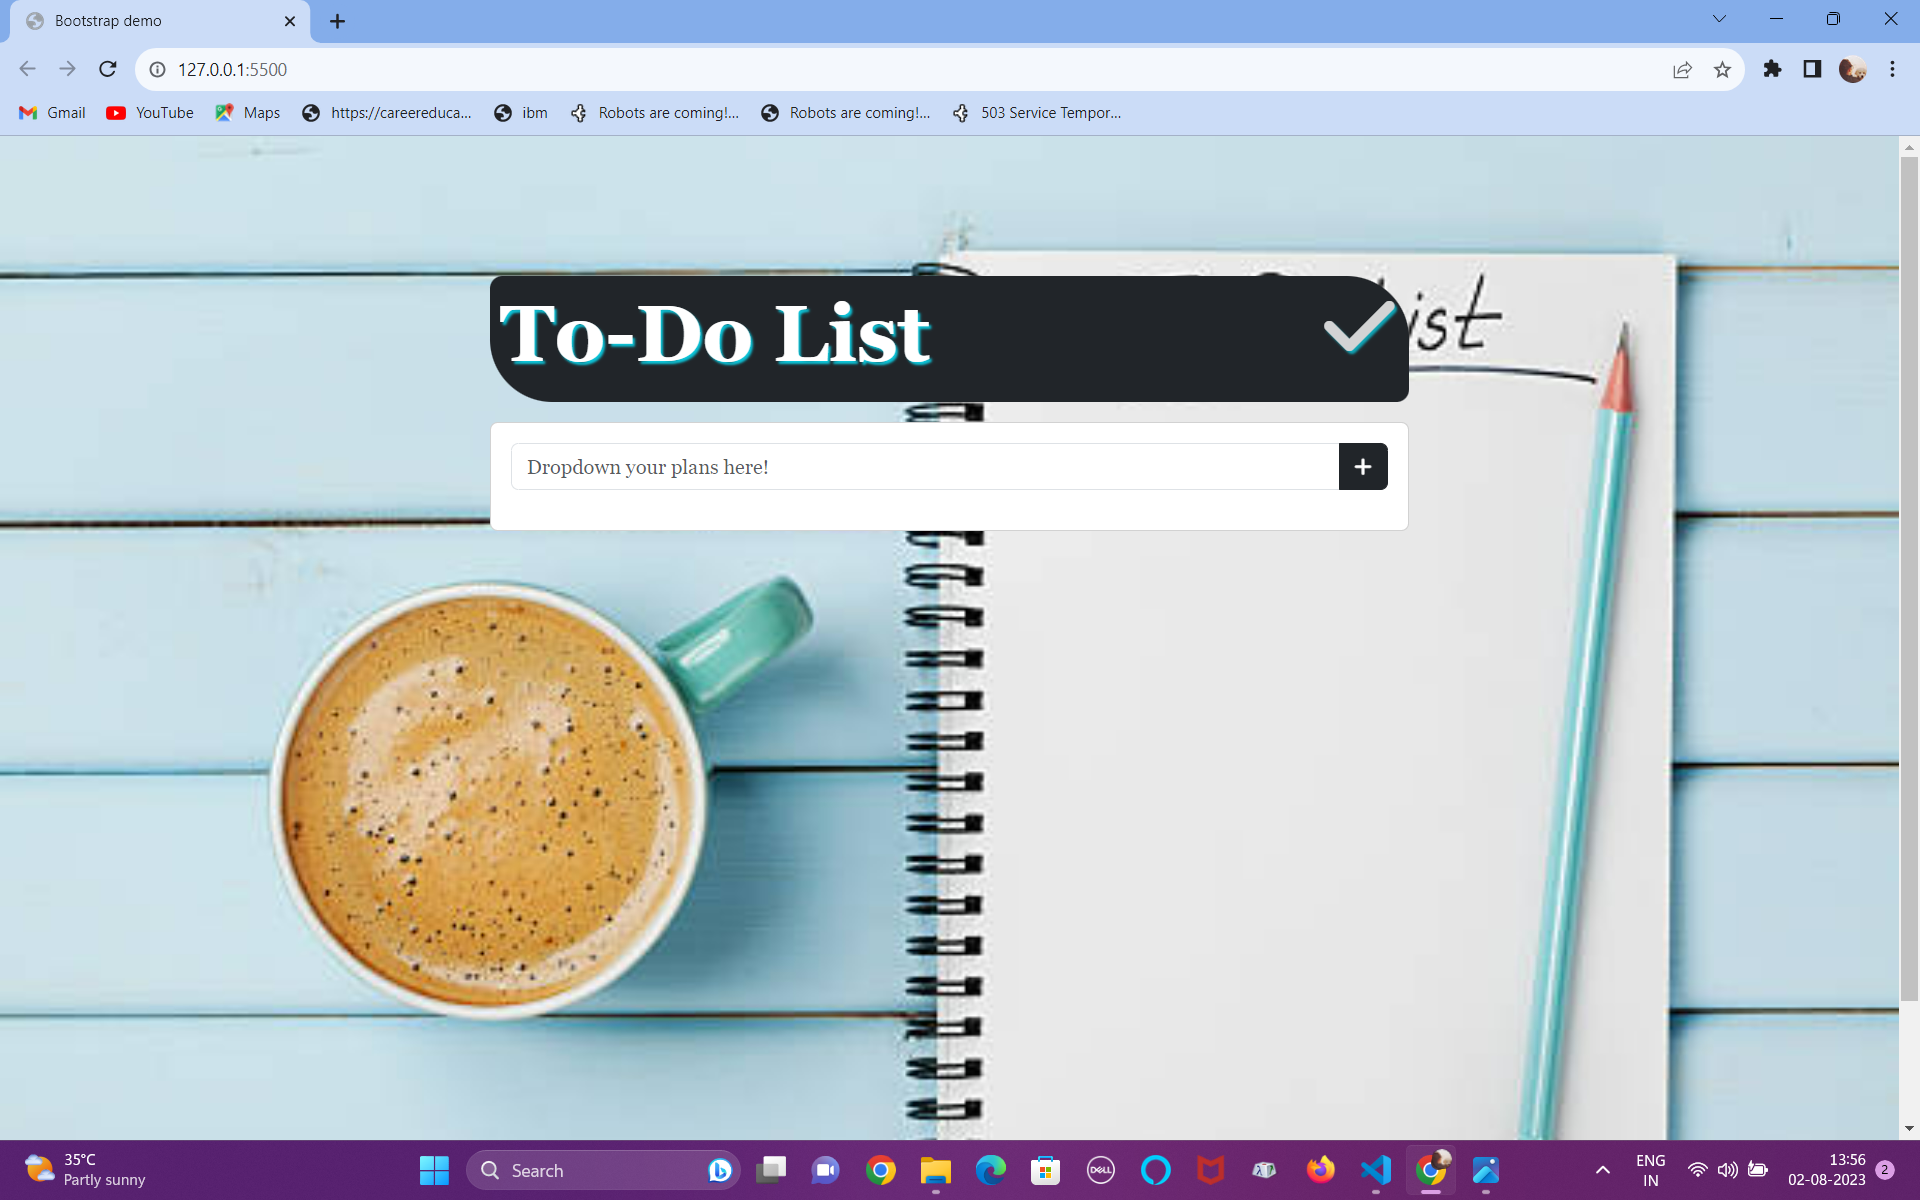 Bootstrap demo
127.0.0.1:5500
Gmail
YouTube
Maps
https://careereduca...
ibm
Robots are coming!...
Robots are coming!...
503 Service Tempor...
To-Do List
ist
Dropdown your plans here!
35°C
Partly sunny
Search
DELL
ENG
IN
13:56
02-08-2023
2